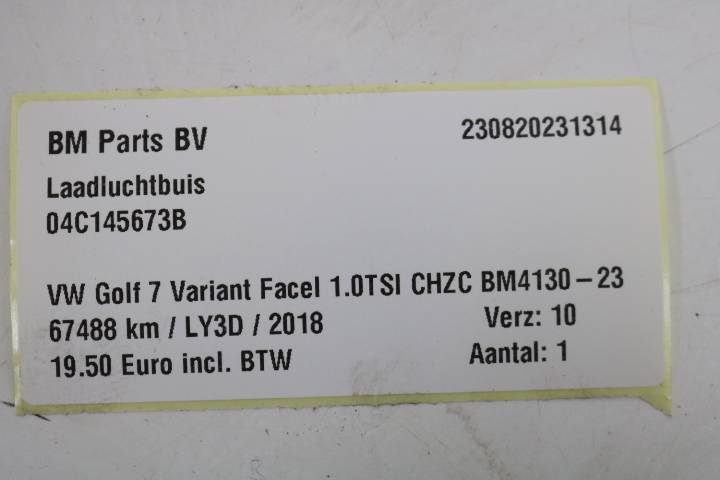 BM Parts BV 230820231314
Laadluchtbuis
04C145673B
VW Golf 7 Variant Facel 1.0TSI CHZC BM4130-23
67488 km / LY3D / 2018 Verz: 10
19.50 Euro incl. BTW Aantal: 1